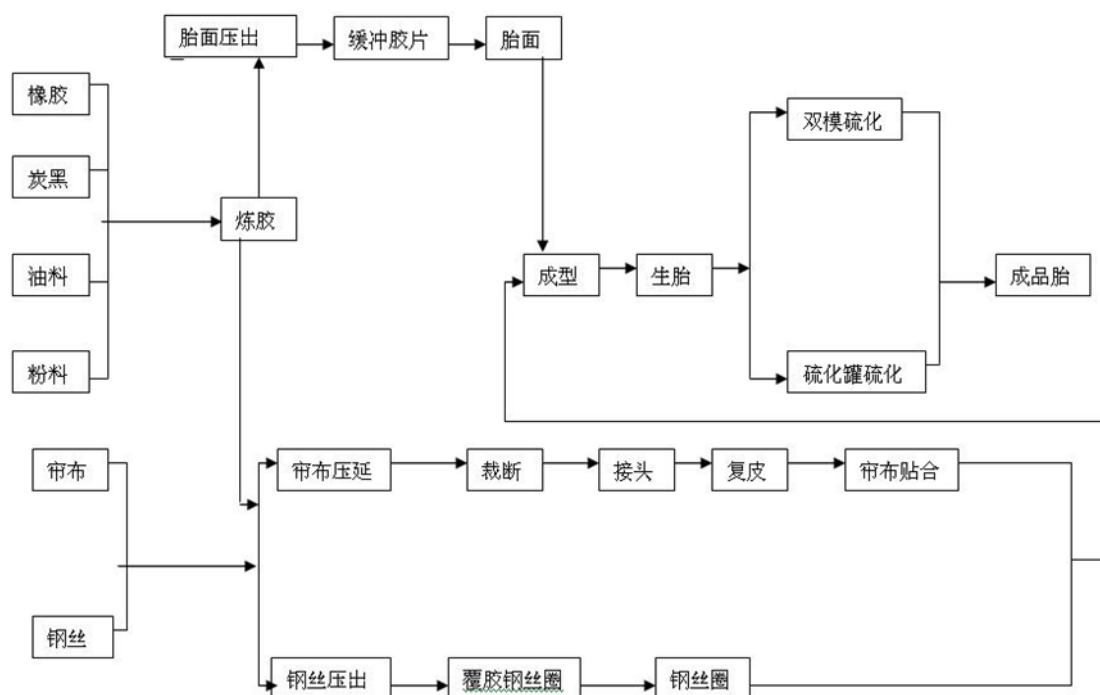 胎面压出
缓冲胶片
胎面
橡胶
双模硫化
炭黑
炼胶
油料
成型
生胎
成品胎
粉料
硫化罐硫化
帘布
帘布压延
裁断
接头
复皮
帘布贴合
钢丝
钢丝压出
覆胶钢丝圈
钢丝圈